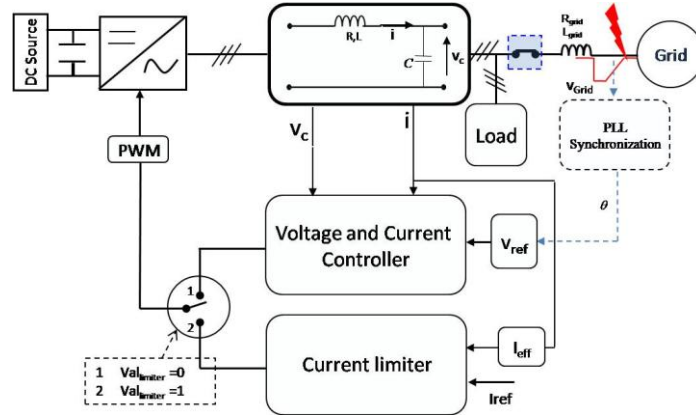 DC Source
R,L
i
C
v_c
R_grid
L_grid
Grid
v_Grid
V_C
i
Load
PLL
Synchronization
PWM
θ
Voltage and Current
Controller
V_ref
1
2
Current limiter
I_eff
Iref
1 Val_limiter =0
2 Val_limiter =1